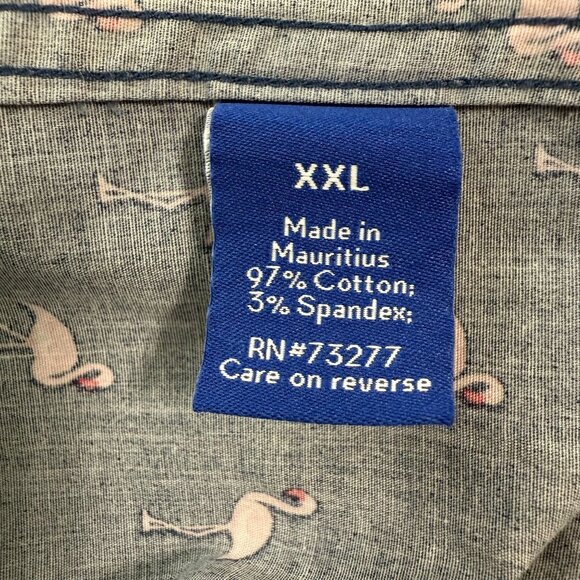 XXL
Made in
Mauritius
97% Cotton;
3% Spandex;
RN#73277
Care on reverse